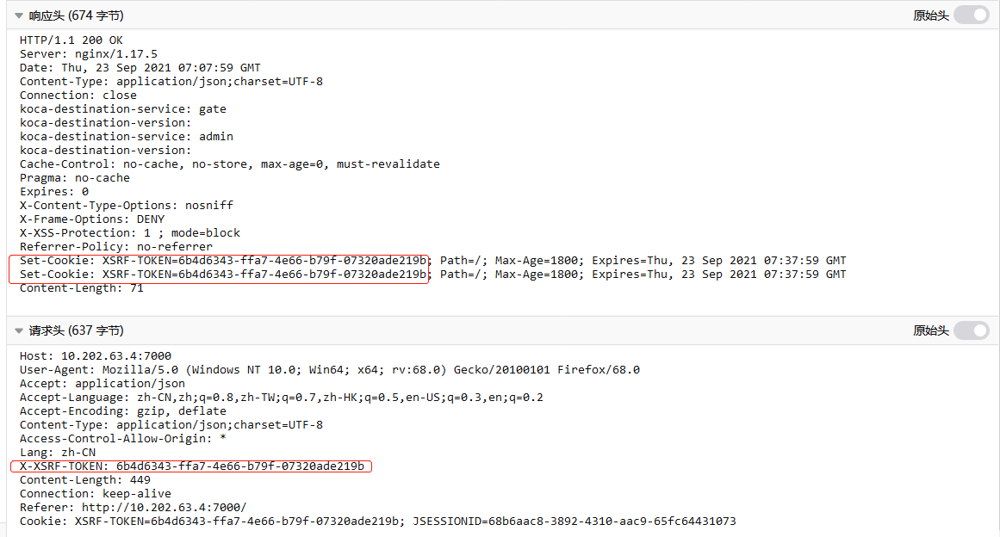 响应头 (674 字节)
原始头
HTTP/1.1 200 OK
Server: nginx/1.17.5
Date: Thu, 23 Sep 2021 07:07:59 GMT
Content-Type: application/json;charset=UTF-8
Connection: close
koca-destination-service: gate
koca-destination-version:
koca-destination-service: admin
koca-destination-version:
Cache-Control: no-cache, no-store, max-age=0, must-revalidate
Pragma: no-cache
Expires: 0
X-Content-Type-Options: nosniff
X-Frame-Options: DENY
X-XSS-Protection: 1 ; mode=block
Referrer-Policy: no-referrer
Set-Cookie: XSRF-TOKEN=6b4d6343-ffa7-4e66-b79f-07320ade219b; Path=/; Max-Age=1800; Expires=Thu, 23 Sep 2021 07:37:59 GMT
Set-Cookie: XSRF-TOKEN=6b4d6343-ffa7-4e66-b79f-07320ade219b; Path=/; Max-Age=1800; Expires=Thu, 23 Sep 2021 07:37:59 GMT
Content-Length: 71
请求头 (637 字节)
原始头
Host: 10.202.63.4:7000
User-Agent: Mozilla/5.0 (Windows NT 10.0; Win64; x64; rv:68.0) Gecko/20100101 Firefox/68.0
Accept: application/json
Accept-Language: zh-CN,zh;q=0.8,zh-TW;q=0.7,zh-HK;q=0.5,en-US;q=0.3,en;q=0.2
Accept-Encoding: gzip, deflate
Content-Type: application/json;charset=UTF-8
Access-Control-Allow-Origin: *
Lang: zh-CN
X-XSRF-TOKEN: 6b4d6343-ffa7-4e66-b79f-07320ade219b
Content-Length: 449
Connection: keep-alive
Referer: http://10.202.63.4:7000/
Cookie: XSRF-TOKEN=6b4d6343-ffa7-4e66-b79f-07320ade219b; JSESSIONID=68b6aac8-3892-4310-aac9-65fc64431073